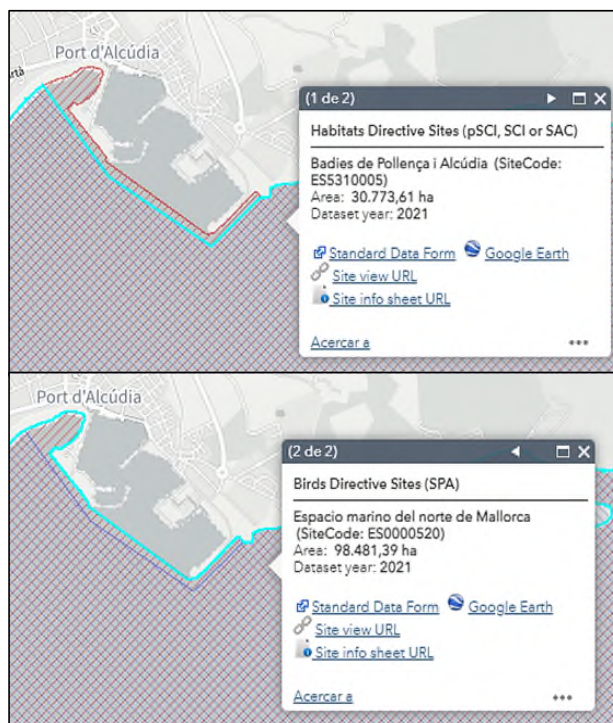 Port d'Alcúdia
rtà
(1 de 2)
Habitats Directive Sites (pSCI, SCI or SAC)
Badies de Pollença i Alcúdia (SiteCode:
ES5310005)
Area: 30.773,61 ha
Dataset year: 2021
Standard Data Form Google Earth
Site view URL
Site info sheet URL
Acercar a
Port d'Alcúdia
(2 de 2)
Birds Directive Sites (SPA)
Espacio marino del norte de Mallorca
(SiteCode: ES0000520)
Area: 98.481,39 ha
Dataset year: 2021
Standard Data Form Google Earth
Site view URL
Site info sheet URL
Acercar a